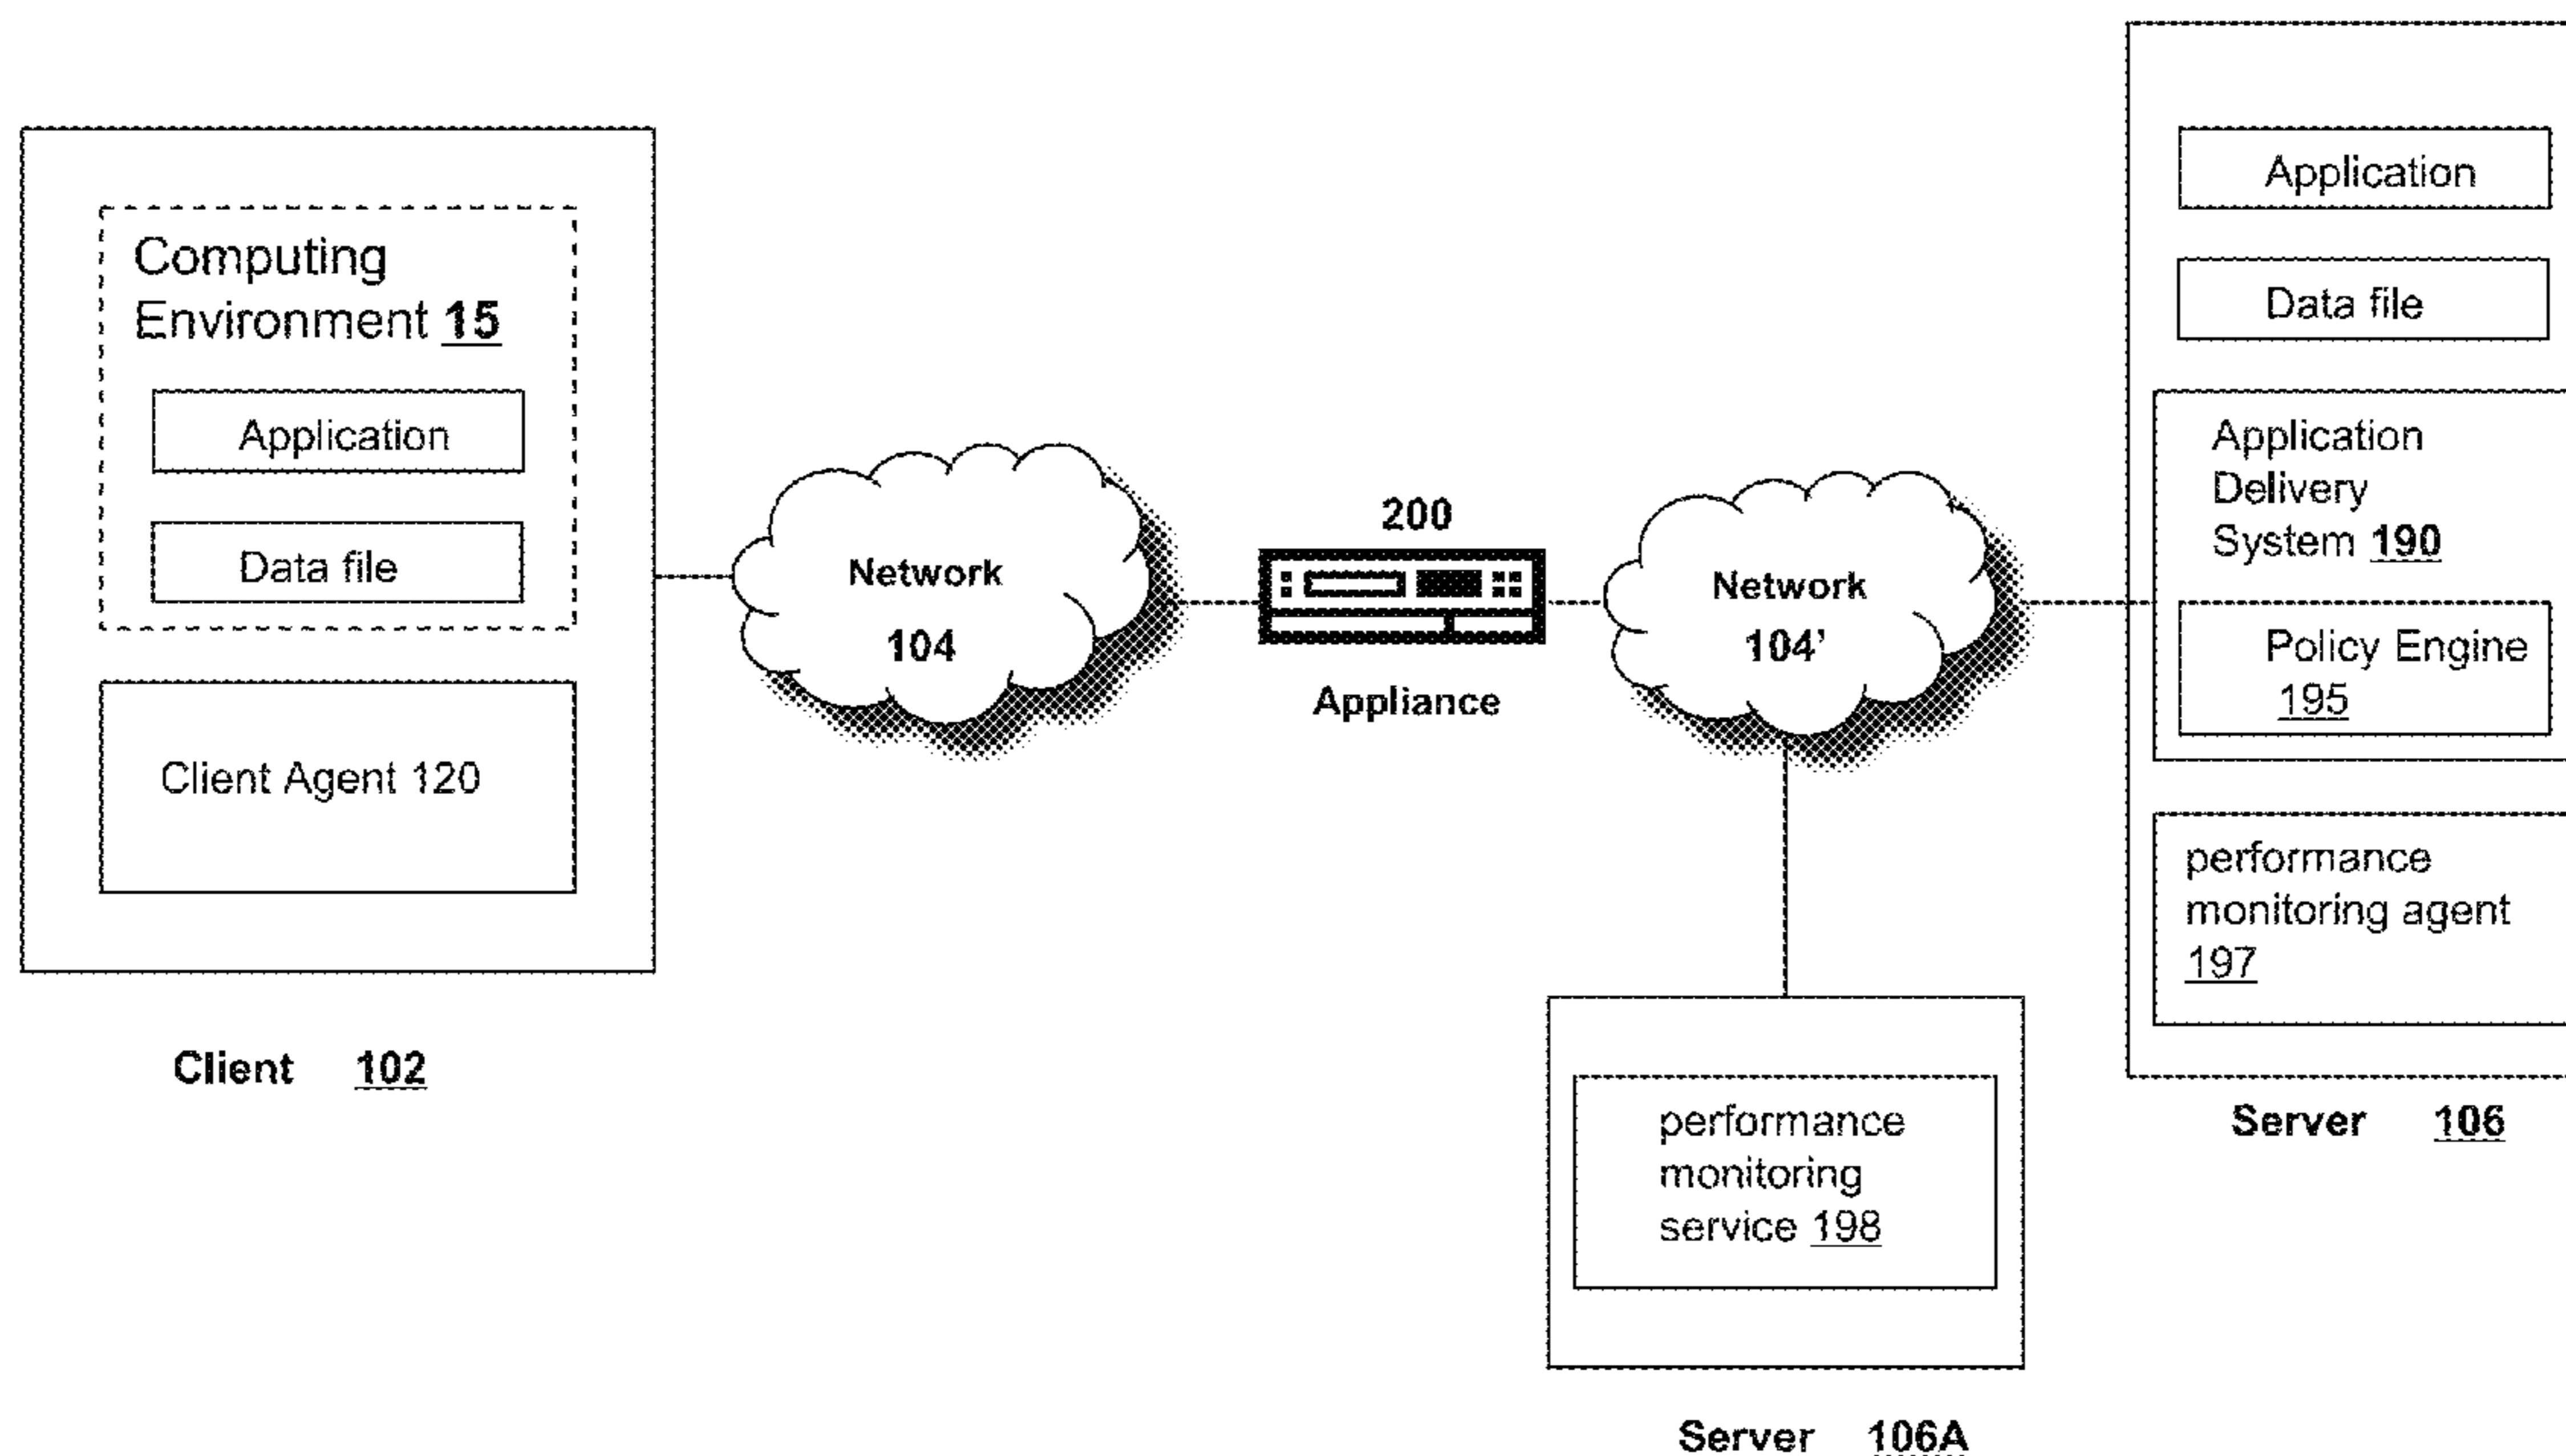 Computing
Environment 15
Application
Data file
Client Agent 120
Client 102
Network
104
200
Appliance
Network
104’
performance
monitoring
service 198
Server 106A
Application
Data file
Application
Delivery
System 190
Policy Engine
195
performance
monitoring agent
197
Server 106